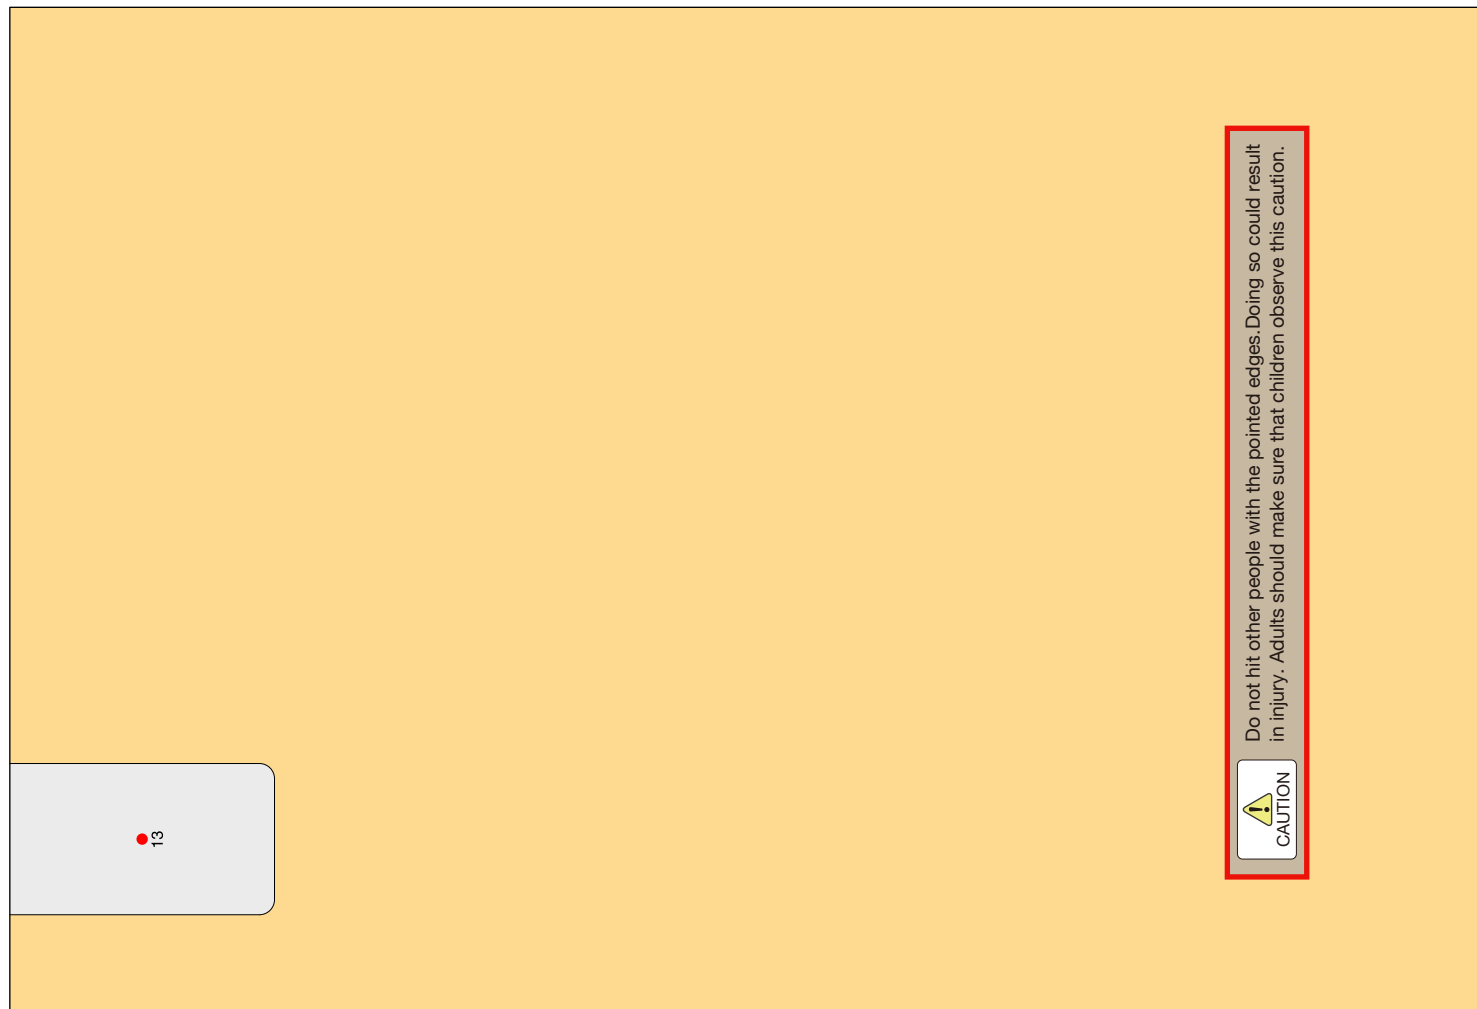 13
CAUTION
Do not hit other people with the pointed edges.Doing so could result
in injury. Adults should make sure that children observe this caution.